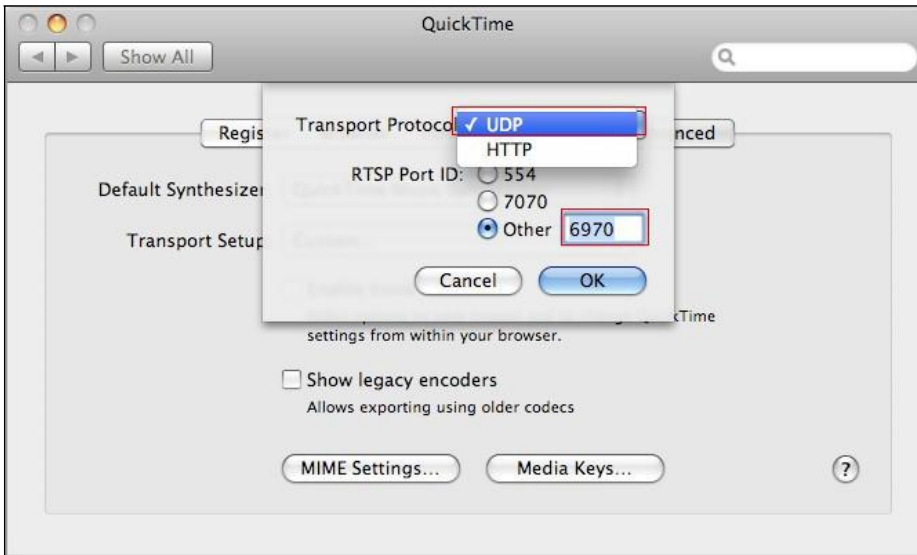 QuickTime
Show All
Transport Protocol
✓ UDP
HTTP
Regis
nced
RTSP Port ID:
554
7070
Other 6970
Default Synthesizer
Transport Setup
Cancel
OK
kTime
settings from within your browser.
Show legacy encoders
Allows exporting using older codecs
MIME Settings...
Media Keys...
?